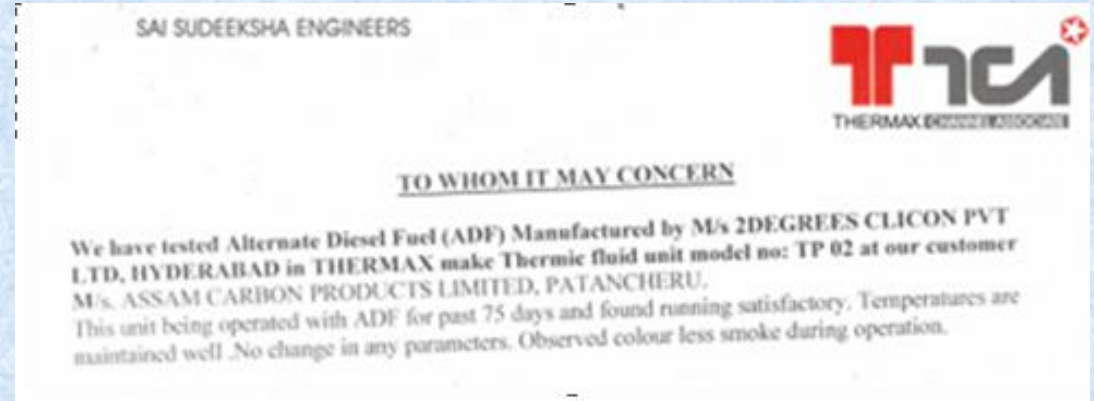 SAI SUDEEKSHA ENGINEERS
TCA
THERMAX CHANNEL ASSOCIATE
TO WHOM IT MAY CONCERN
We have tested Alternate Diesel Fuel (ADF) Manufactured by M/s 2DEGREES CLICON PVT
LTD, HYDERABAD in THERMAX make Thermic fluid unit model no: TP 02 at our customer
M/s. ASSAM CARBON PRODUCTS LIMITED, PATANCHERU.
This unit being operated with ADF for past 75 days and found running satisfactory. Temperatures are
maintained well .No change in any parameters. Observed colour less smoke during operation.